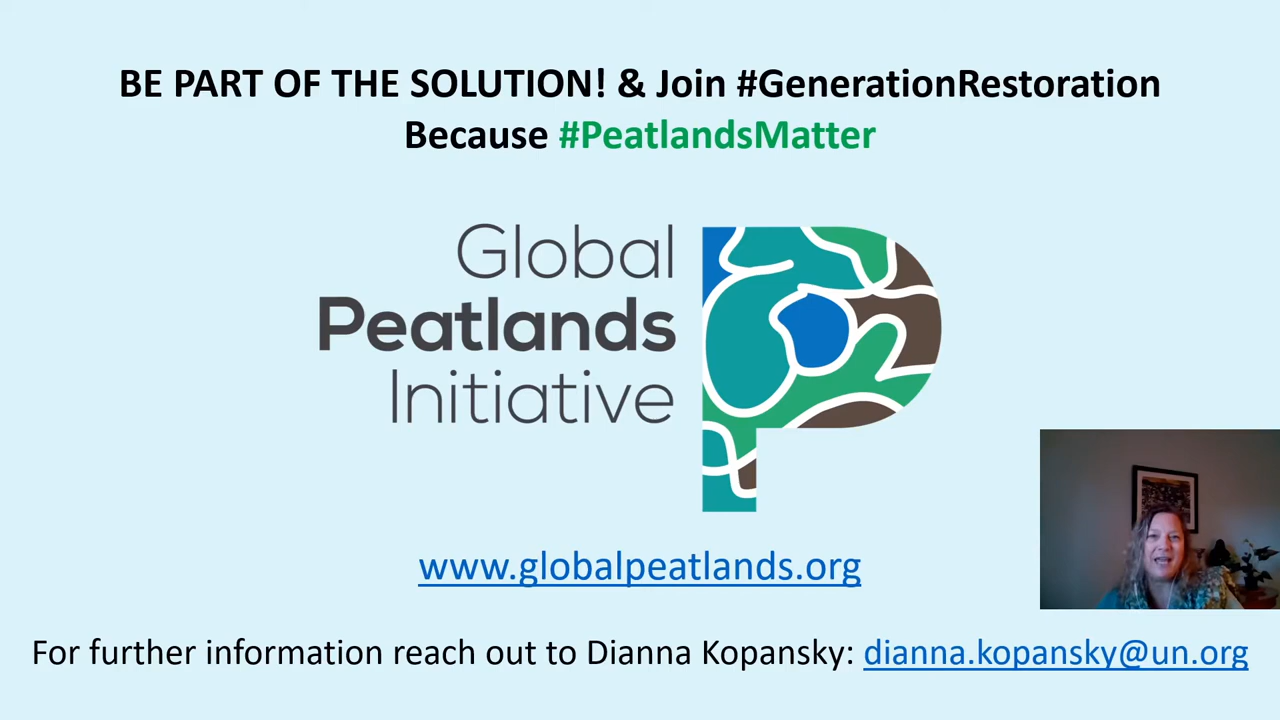 BE PART OF THE SOLUTION! & Join #GenerationRestoration
Because #PeatlandsMatter
Global
Peatlands
Initiative
www.globalpeatlands.org
For further information reach out to Dianna Kopansky: dianna.kopansky@un.org